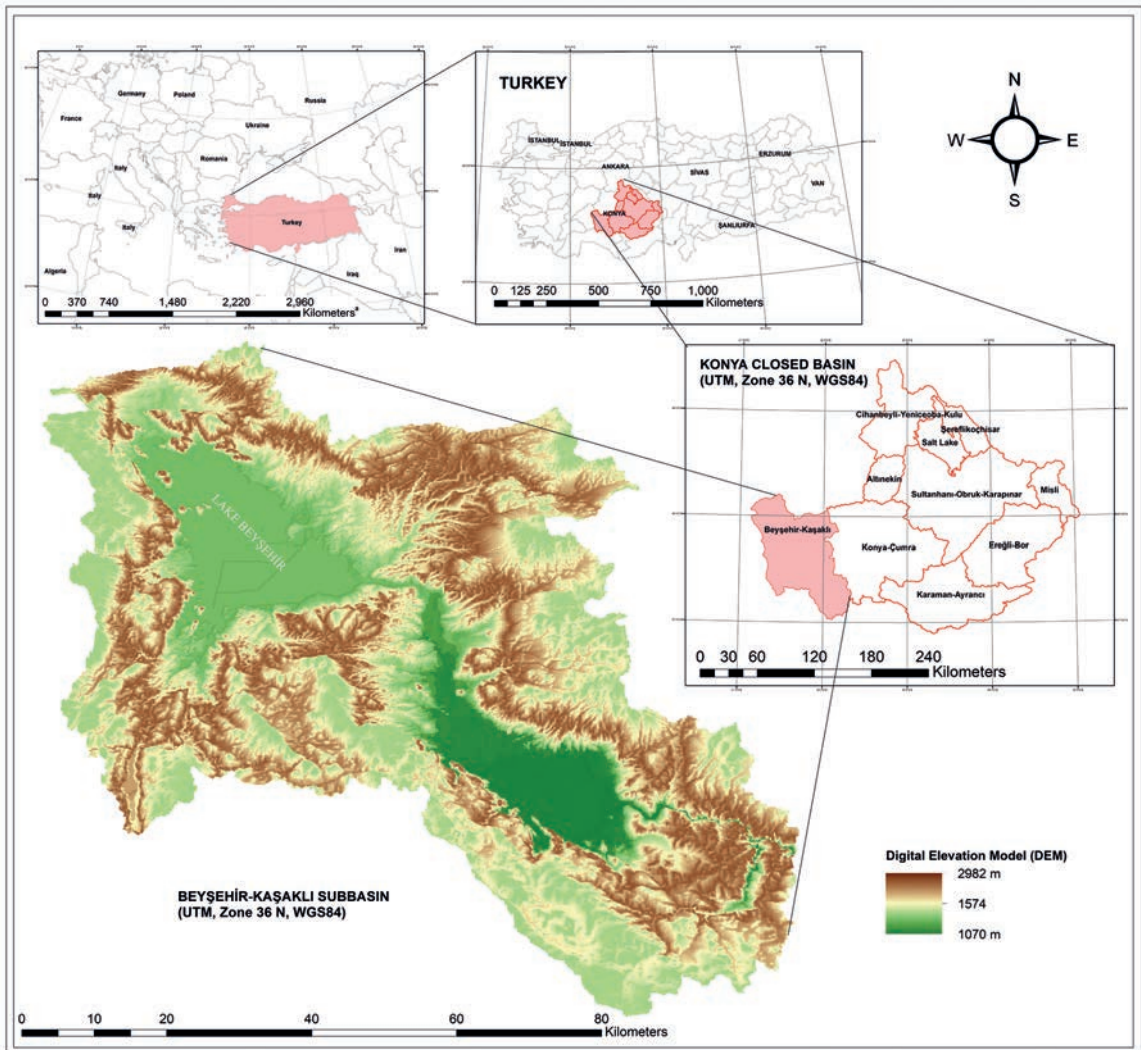 Germany
Poland
Russia
France
Ukraine
Romania
Italy
Italy
Italy
Turkey
Iran
Algeria
Iraq
0 370 740 1,480 2,220 2,960
Kilometers
TURKEY
İSTANBUL
İSTANBUL
ANKARA
ERZURUM
SİVAS
VAN
KONYA
ŞANLIURFA
0 125 250 500 750 1,000
Kilometers
N
W E
S
KONYA CLOSED BASIN
(UTM, Zone 36 N, WGS84)
Cihanbeyli-Yeniceoba-Kulu
Şereflikoçhisar
Salt Lake
Altınekin
Sultanhanı-Obruk-Karapınar
Misli
Beyşehir-Kaşaklı
Konya-Çumra
Ereğli-Bor
Karaman-Ayrancı
0 30 60 120 180 240
Kilometers
LAKE BEYŞEHİR
BEYŞEHİR-KAŞAKLI SUBBASIN
(UTM, Zone 36 N, WGS84)
Digital Elevation Model (DEM)
2982 m
1574
1070 m
0 10 20 40 60 80
Kilometers